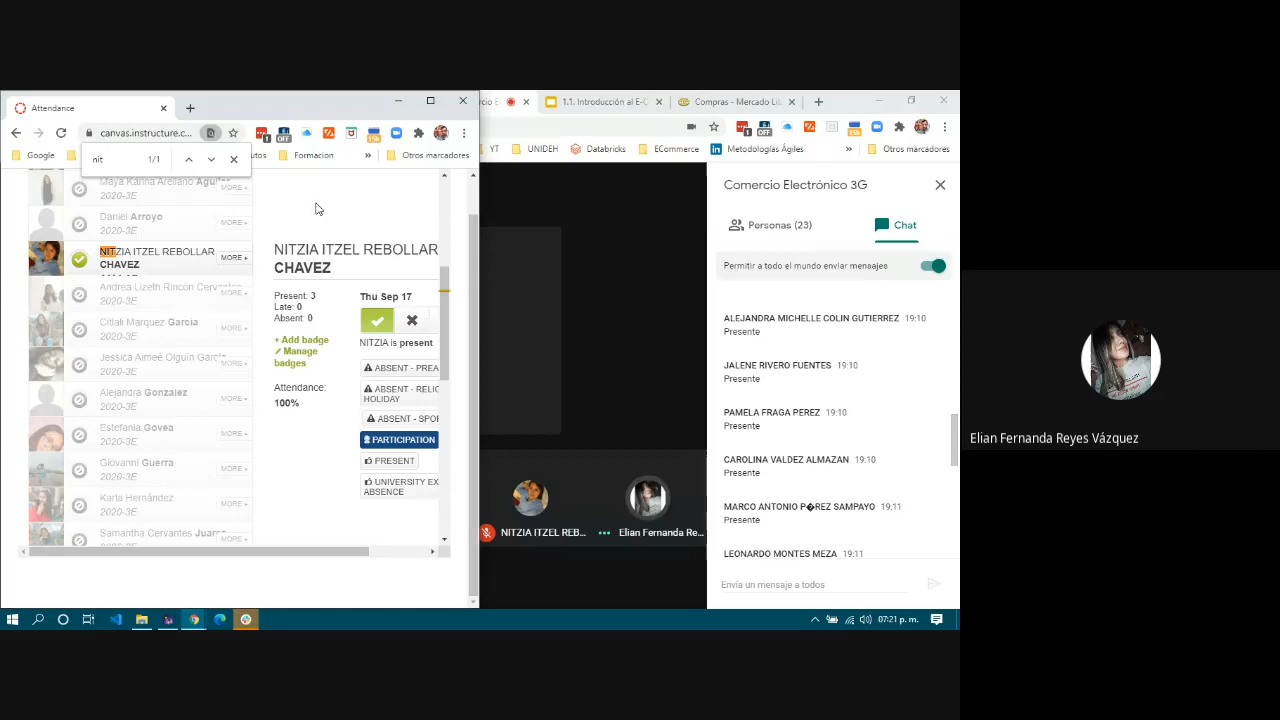 Attendance
canvas.instructure.c...
nit
1/1
Google
Formacion
Otros marcadores
Maya Karina Arellano Aguilar
2020-3E
MORE
Daniel Arroyo
2020-3E
MORE
NITZIA ITZEL REBOLLAR
CHAVEZ
MORE
Andrea Lizeth Rincón Cervantes
2020-3E
MORE
Citlali Marquez Garcia
2020-3E
MORE
Jessica Aimeé Olguin Garcia
2020-3E
MORE
Alejandra Gonzalez
2020-3E
MORE
Estefania Govea
2020-3E
MORE
Giovanni Guerra
2020-3E
MORE
Karla Hernández
2020-3E
MORE
Samantha Cervantes Juarez
MORE
NITZIA ITZEL REBOLLAR
CHAVEZ
Present: 3
Late: 0
Absent: 0
+ Add badge
Manage
badges
Attendance:
100%
Thu Sep 17
NITZIA is present
ABSENT - PREA
ABSENT - RELIG
HOLIDAY
ABSENT - SPOR
PARTICIPATION
PRESENT
UNIVERSITY EX
ABSENCE
1.1. Introducción al E-C
Compras - Mercado Li
YT
UNIDEH
Databricks
ECommerce
Metodologías Ágiles
Otros marcadores
NITZIA ITZEL REB...
Elian Fernanda Re...
Comercio Electrónico 3G
Personas (23)
Chat
Permitir a todo el mundo enviar mensajes
ALEJANDRA MICHELLE COLIN GUTIERREZ 19:10
Presente
JALENE RIVERO FUENTES 19:10
Presente
PAMELA FRAGA PEREZ 19:10
Presente
CAROLINA VALDEZ ALMAZAN 19:10
Presente
MARCO ANTONIO P�REZ SAMPAYO 19:11
Presente
LEONARDO MONTES MEZA 19:11
Envía un mensaje a todos
07:21 p. m.
Elian Fernanda Reyes Vázquez